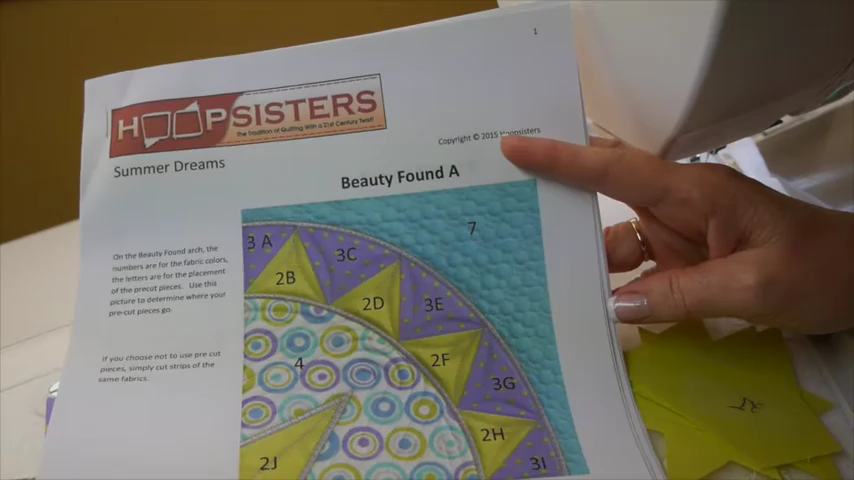 1
HOOPSISTERS
The Tradition of Quilting With a 21st Century Twist!
Copyright © 2015 Hoopsisters
Summer Dreams
Beauty Found A
On the Beauty Found arch, the
numbers are for the fabric colors,
the letters are for the placement
of the precut pieces. Use this
picture to determine where your
pre-cut pieces go.
If you choose not to use pre cut
pieces, simply cut strips of the
same fabrics.
7
3 A
3C
2B
2D
3E
4
2F
3G
2H
2J
3I